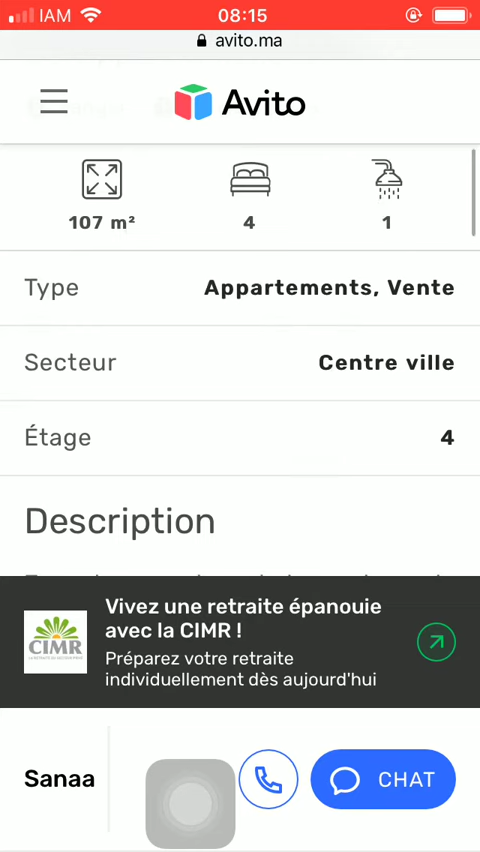 IAM
08:15
avito.ma
Avito
107 m²
4
1
Type
Appartements, Vente
Secteur
Centre ville
Étage
4
Description
CIMR
Vivez une retraite épanouie
avec la CIMR !
Préparez votre retraite
individuellement dès aujourd'hui
Sanaa
CHAT